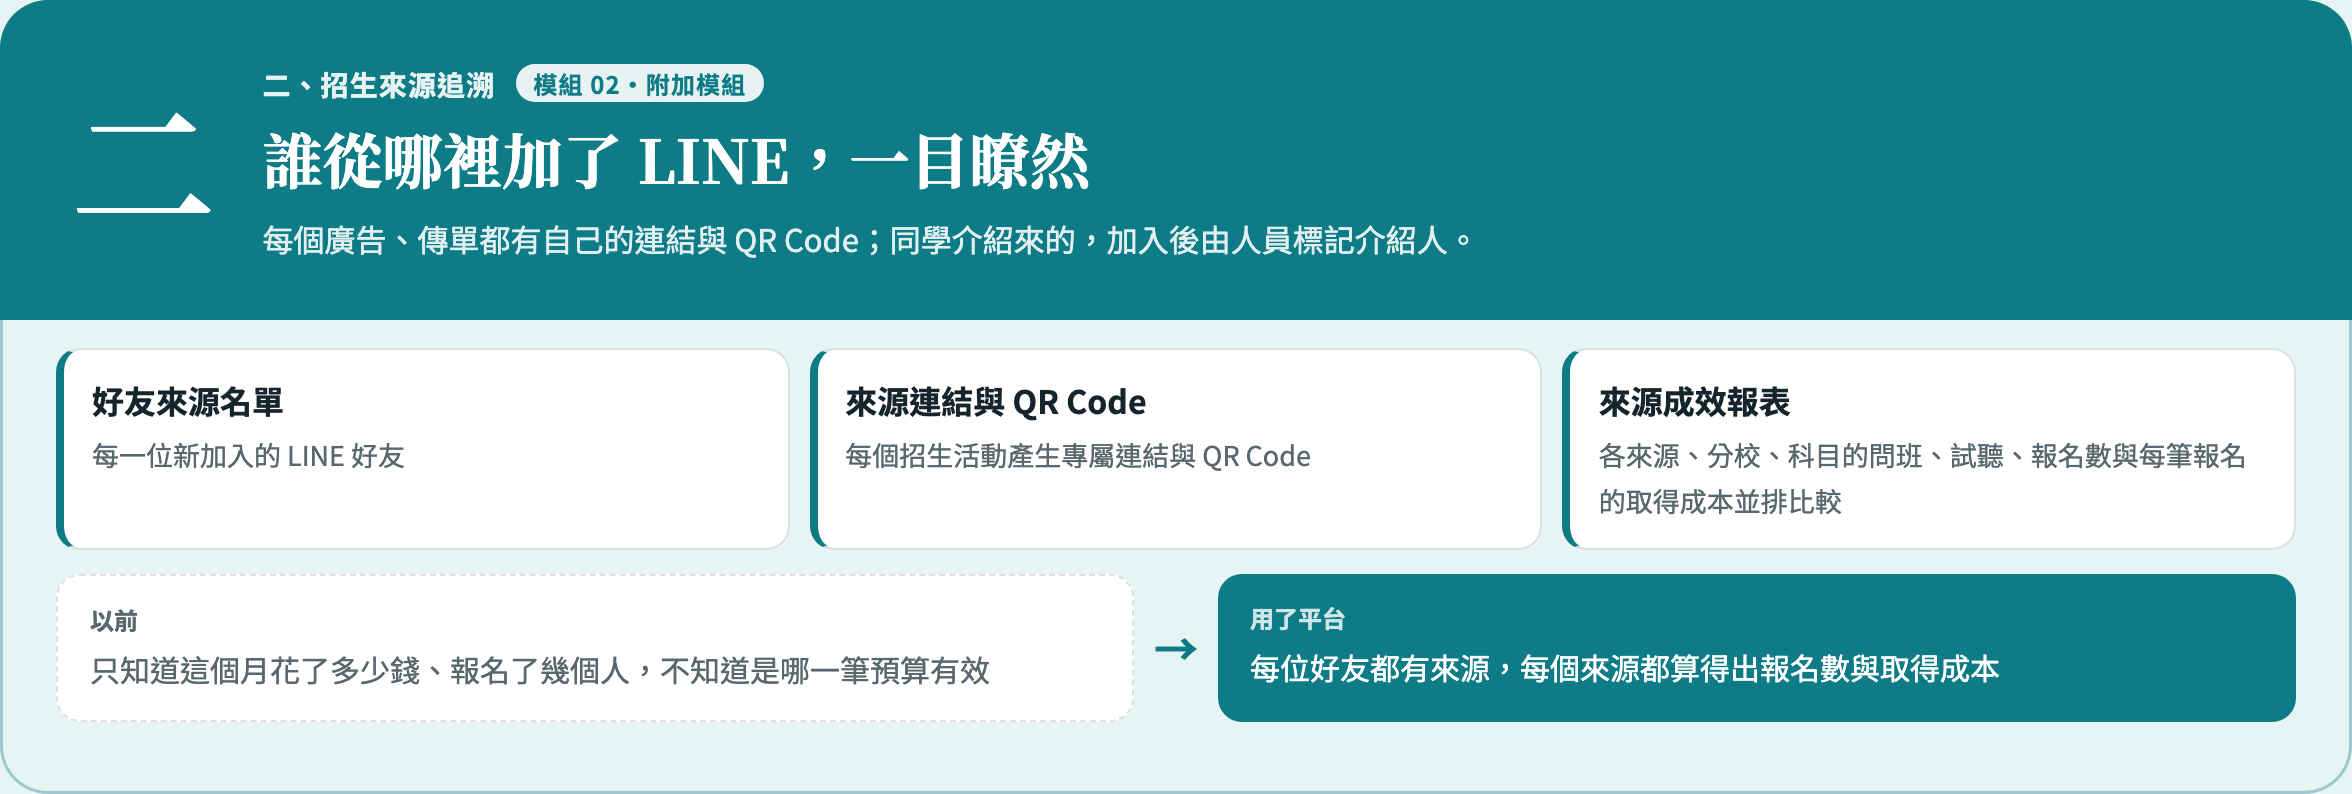 二
二、招生來源追溯
模組 02・附加模組
誰從哪裡加了 LINE，一目瞭然
每個廣告、傳單都有自己的連結與 QR Code；同學介紹來的，加入後由人員標記介紹人。
好友來源名單
每一位新加入的 LINE 好友
來源連結與 QR Code
每個招生活動產生專屬連結與 QR Code
來源成效報表
各來源、分校、科目的問班、試聽、報名數與每筆報名
的取得成本並排比較
以前
只知道這個月花了多少錢、報名了幾個人，不知道是哪一筆預算有效
→
用了平台
每位好友都有來源，每個來源都算得出報名數與取得成本